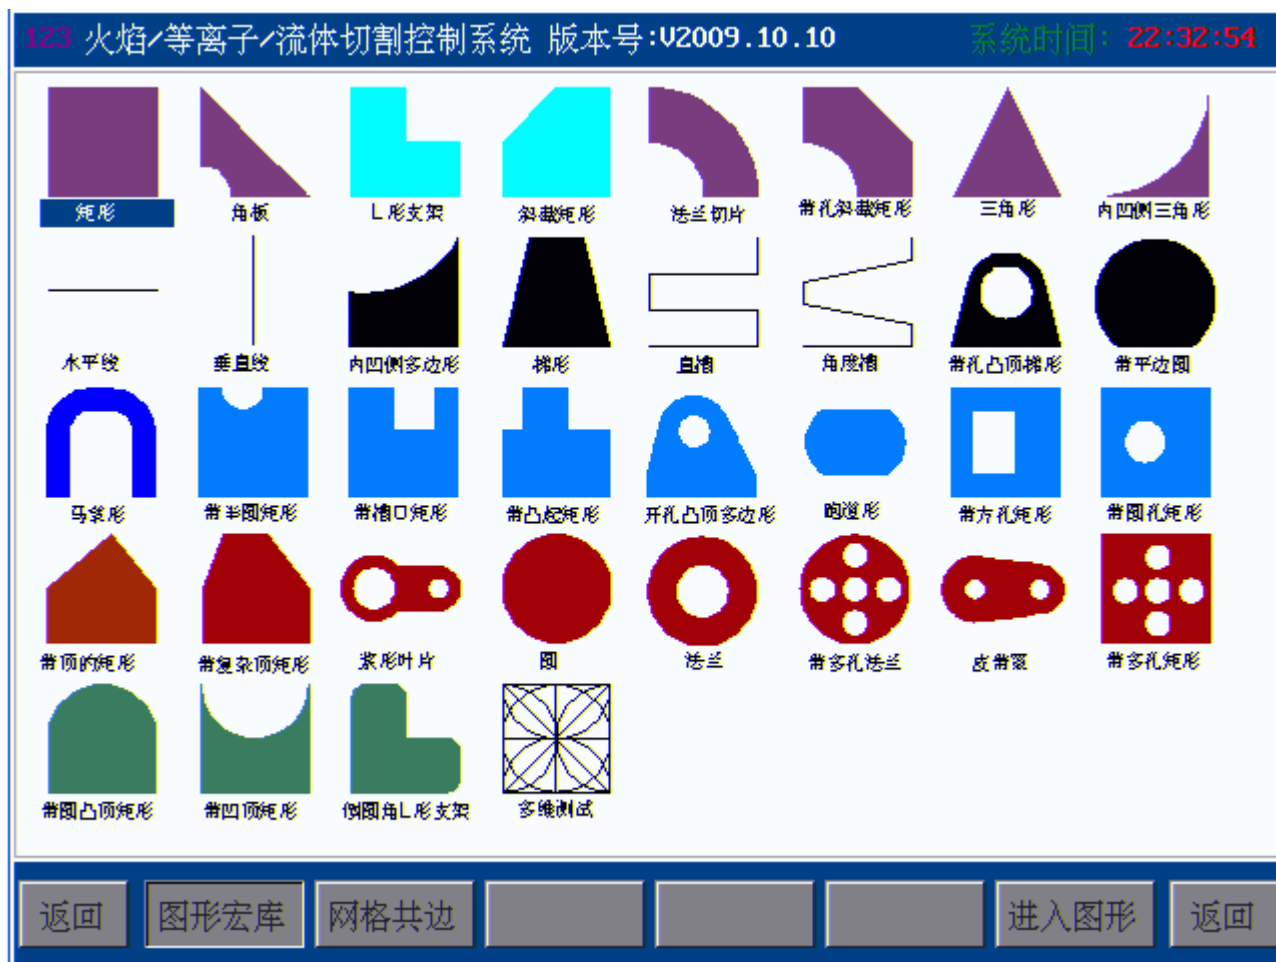 123 火焰/等离子/流体切割控制系统 版本号:V2009.10.10 系统时间: 22:32:54
矩形 角板 L形支架 斜截矩形 法兰切片 带孔斜截矩形 三角形 内凹侧三角形
水平线 垂直线 内凹侧多边形 梯形 直槽 角度槽 带孔凸顶梯形 带平边圆
马掌形 带半圆矩形 带槽口矩形 带凸起矩形 开孔凸顶多边形 跑道形 带方孔矩形 带圆孔矩形
带顶的矩形 带复杂顶矩形 浆形叶片 圆 法兰 带多孔法兰 皮带罩 带多孔矩形
带圆凸顶矩形 带凹顶矩形 倒圆角L形支架 多维测试
返回 图形宏库 网格共边 进入图形 返回